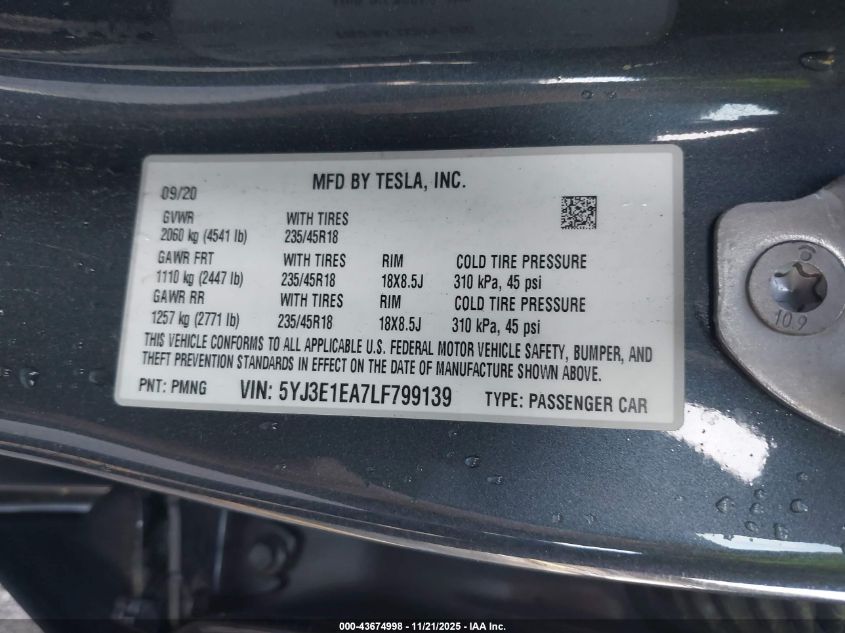 MFD BY TESLA, INC.
09/20
GVWR WITH TIRES
2060 kg (4541 lb) 235/45R18
GAWR FRT WITH TIRES RIM COLD TIRE PRESSURE
1110 kg (2447 lb) 235/45R18 18X8.5J 310 kPa, 45 psi
GAWR RR WITH TIRES RIM COLD TIRE PRESSURE
1257 kg (2771 lb) 235/45R18 18X8.5J 310 kPa, 45 psi
THIS VEHICLE CONFORMS TO ALL APPLICABLE U.S. FEDERAL MOTOR VEHICLE SAFETY, BUMPER, AND
THEFT PREVENTION STANDARDS IN EFFECT ON THE DATE OF MANUFACTURE SHOWN ABOVE.
PNT: PMNG VIN: 5YJ3E1EA7LF799139 TYPE: PASSENGER CAR
10.9
000-43674998 - 11/21/2025 - IAA Inc.